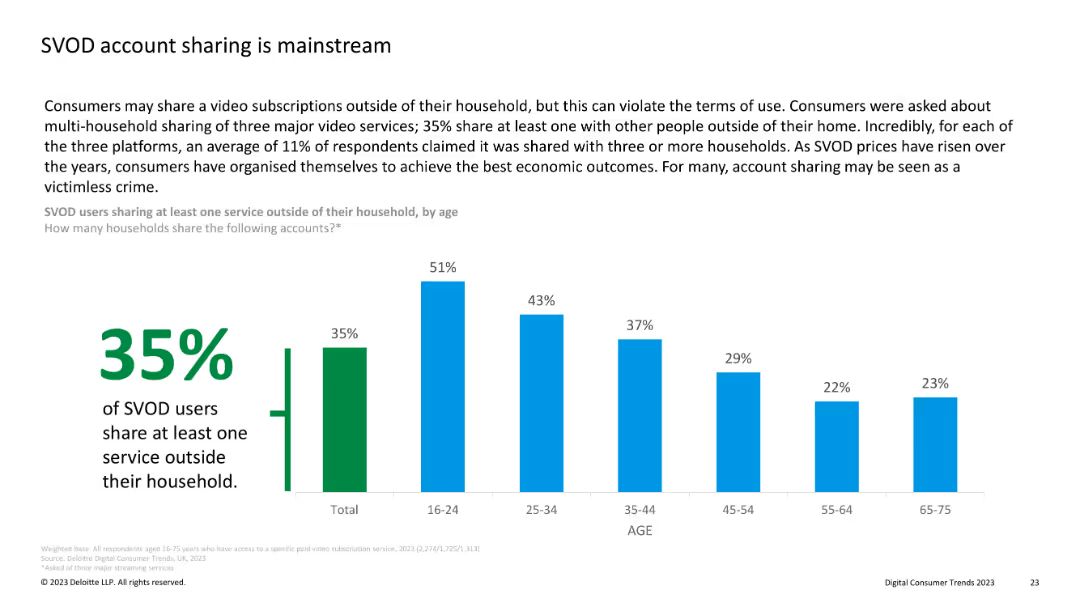 SVOD account sharing is mainstream
Consumers may share a video subscriptions outside of their household, but this can violate the terms of use. Consumers were asked about
multi-household sharing of three major video services; 35% share at least one with other people outside of their home. Incredibly, for each of
the three platforms, an average of 11% of respondents claimed it was shared with three or more households. As SVOD prices have risen over
the years, consumers have organised themselves to achieve the best economic outcomes. For many, account sharing may be seen as a
victimless crime.
SVOD users sharing at least one service outside of their household, by age
How many households share the following accounts?*
35%
of SVOD users
share at least one
service outside
their household.
35%
51%
43%
37%
29%
22%
23%
Total
16-24
25-34
35-44
45-54
55-64
65-75
AGE
Weighted base: All respondents aged 16-75 years who have access to a specific paid video subscription service, 2023 (2,274/1,725/1,313)
Source: Deloitte Digital Consumer Trends, UK, 2023
*Asked of three major streaming services
© 2023 Deloitte LLP. All rights reserved.
Digital Consumer Trends 2023
23